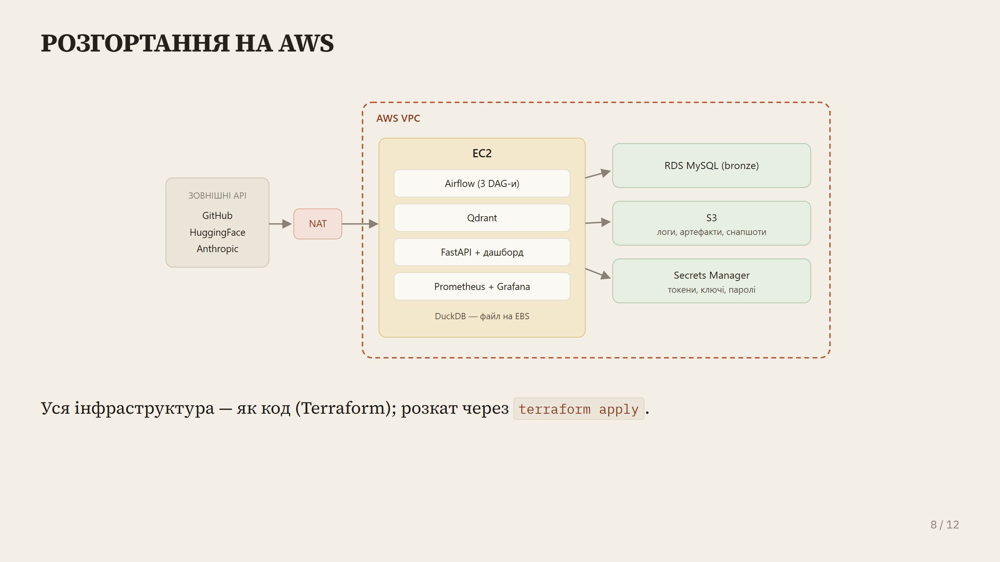 РОЗГОРТАННЯ НА AWS
AWS VPC
ЗОВНІШНІ API
GitHub
HuggingFace
Anthropic
NAT
EC2
Airflow (3 DAG-и)
Qdrant
FastAPI + дашборд
Prometheus + Grafana
DuckDB — файл на EBS
RDS MySQL (bronze)
S3
логи, артефакти, снапшоти
Secrets Manager
токени, ключі, паролі
Уся інфраструктура — як код (Terraform); розкат через terraform apply.
8 / 12